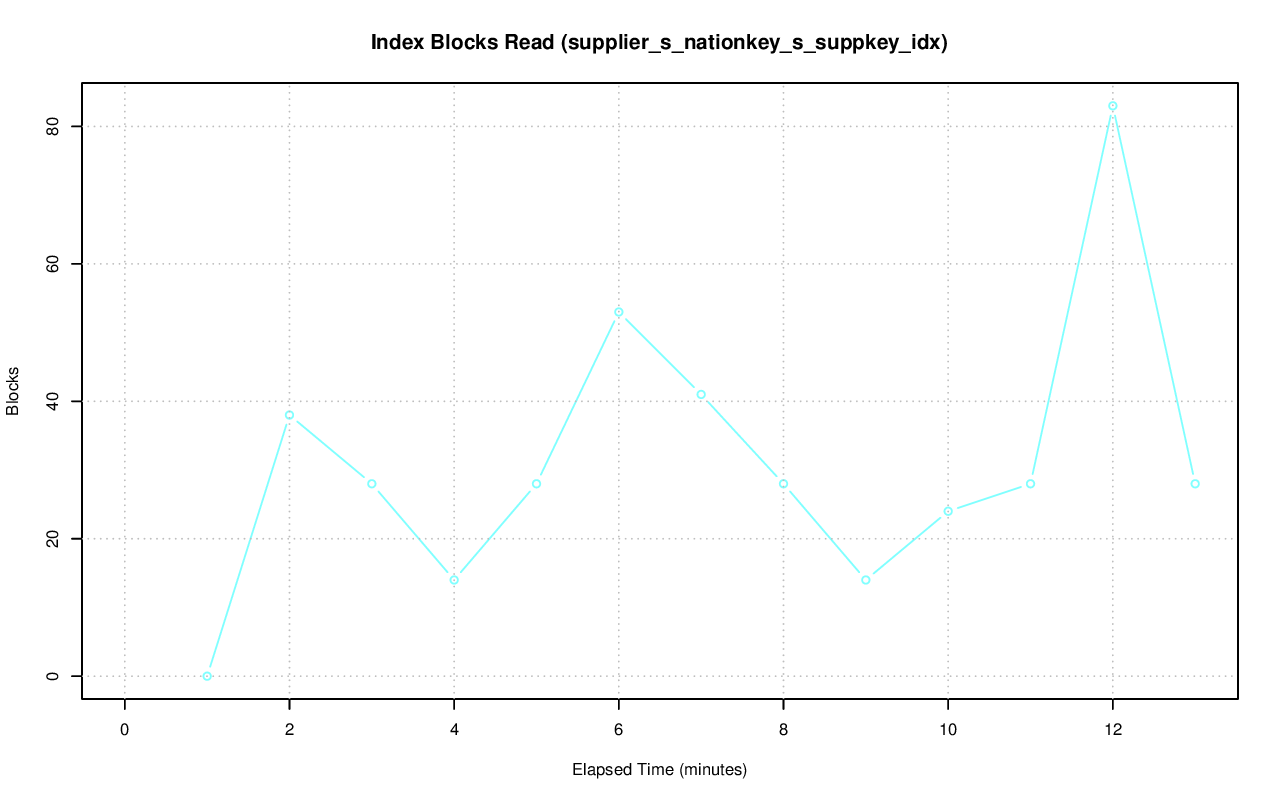 Index Blocks Read (supplier_s_nationkey_s_suppkey_idx)
Blocks
80
60
40
20
0
0 2 4 6 8 10 12
Elapsed Time (minutes)